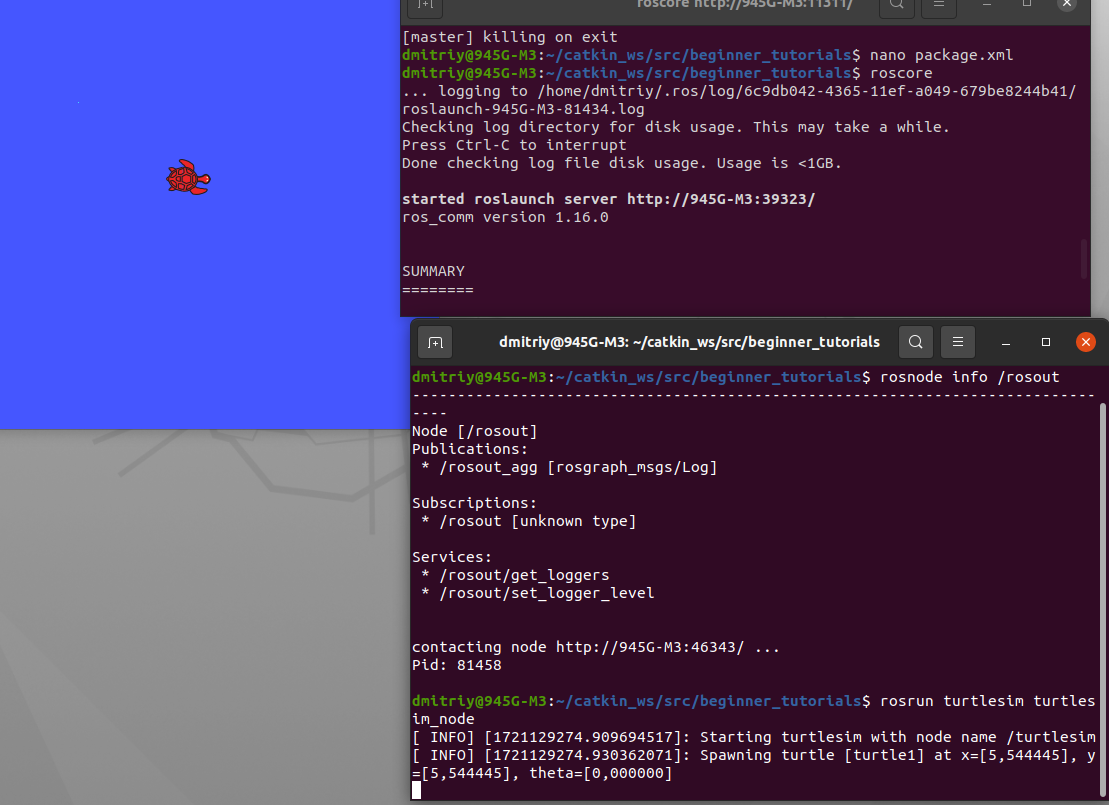 roscore http://945G-M3:11311/
[master] killing on exit
dmitriy@945G-M3:~/catkin_ws/src/beginner_tutorials$ nano package.xml
dmitriy@945G-M3:~/catkin_ws/src/beginner_tutorials$ roscore
... logging to /home/dmitriy/.ros/log/6c9db042-4365-11ef-a049-679be8244b41/
roslaunch-945G-M3-81434.log
Checking log directory for disk usage. This may take a while.
Press Ctrl-C to interrupt
Done checking log file disk usage. Usage is <1GB.
started roslaunch server http://945G-M3:39323/
ros_comm version 1.16.0
SUMMARY
========
dmitriy@945G-M3: ~/catkin_ws/src/beginner_tutorials
dmitriy@945G-M3:~/catkin_ws/src/beginner_tutorials$ rosnode info /rosout
----------------------------------------------------------------------------
----
Node [/rosout]
Publications:
 * /rosout_agg [rosgraph_msgs/Log]
Subscriptions:
 * /rosout [unknown type]
Services:
 * /rosout/get_loggers
 * /rosout/set_logger_level
contacting node http://945G-M3:46343/ ...
Pid: 81458
dmitriy@945G-M3:~/catkin_ws/src/beginner_tutorials$ rosrun turtlesim turtles
im_node
[ INFO] [1721129274.909694517]: Starting turtlesim with node name /turtlesim
[ INFO] [1721129274.930362071]: Spawning turtle [turtle1] at x=[5,544445], y
=[5,544445], theta=[0,000000]